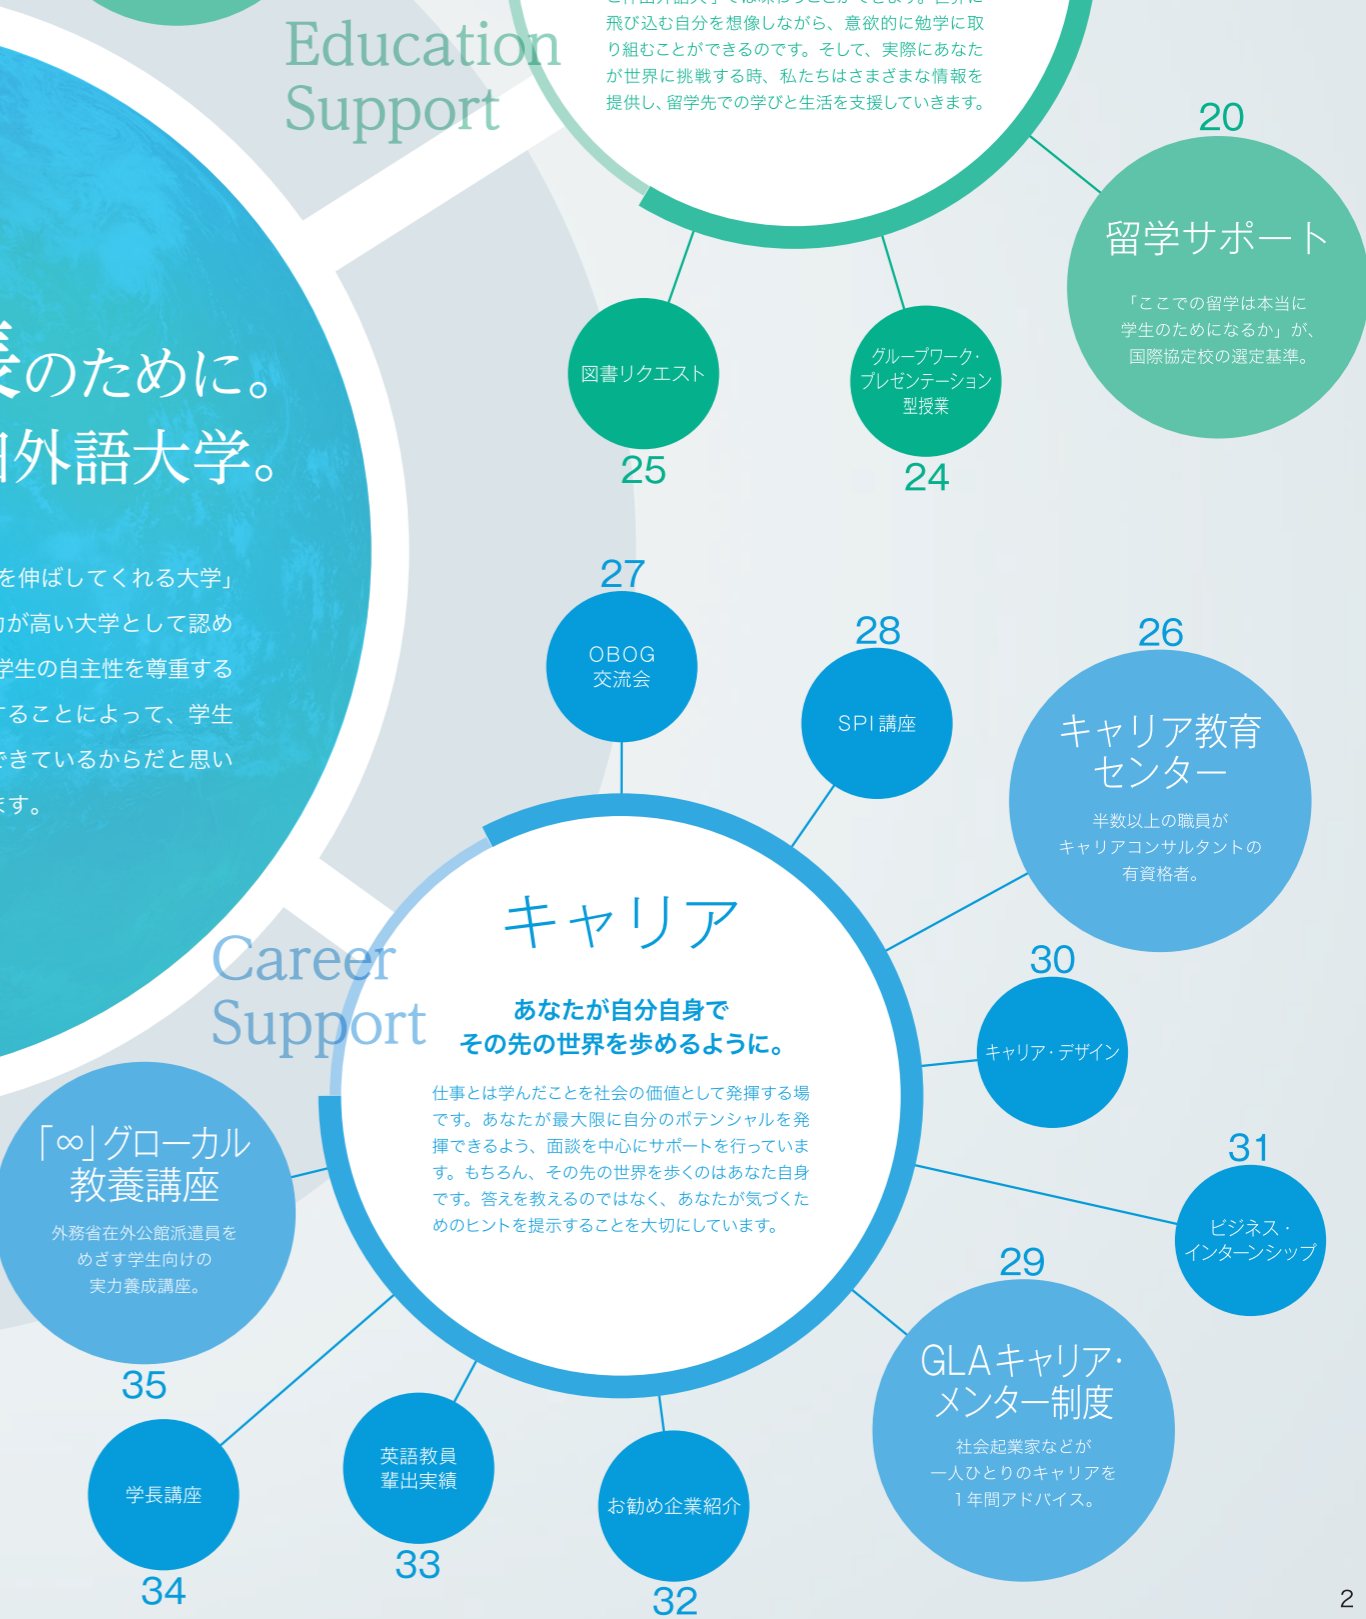 Education
Support
飛び込む自分を想像しながら、意欲的に勉学に取
り組むことができるのです。そして、実際にあなた
が世界に挑戦する時、私たちはさまざまな情報を
提供し、留学先での学びと生活を支援していきます。
20
留学サポート
「ここでの留学は本当に
学生のためになるか」が、
国際協定校の選定基準。
図書リクエスト
25
グループワーク・
プレゼンテーション
型授業
24
のために。
外語大学。
を伸ばしてくれる大学」
が高い大学として認め
学生の自主性を尊重する
することによって、学生
できているからだと思い
ます。
27
OBOG
交流会
28
SPI講座
26
キャリア教育
センター
半数以上の職員が
キャリアコンサルタントの
有資格者。
Career
Support
キャリア
あなたが自分自身で
その先の世界を歩めるように。
仕事とは学んだことを社会の価値として発揮する場
です。あなたが最大限に自分のポテンシャルを発
揮できるよう、面談を中心にサポートを行っていま
す。もちろん、その先の世界を歩くのはあなた自身
です。答えを教えるのではなく、あなたが気づくた
めのヒントを提示することを大切にしています。
30
キャリア・デザイン
31
ビジネス・
インターンシップ
29
GLAキャリア・
メンター制度
社会起業家などが
一人ひとりのキャリアを
1年間アドバイス。
「∞」グローカル
教養講座
外務省在外公館派遣員を
めざす学生向けの
実力養成講座。
35
学長講座
34
英語教員
輩出実績
33
お勧め企業紹介
32
2